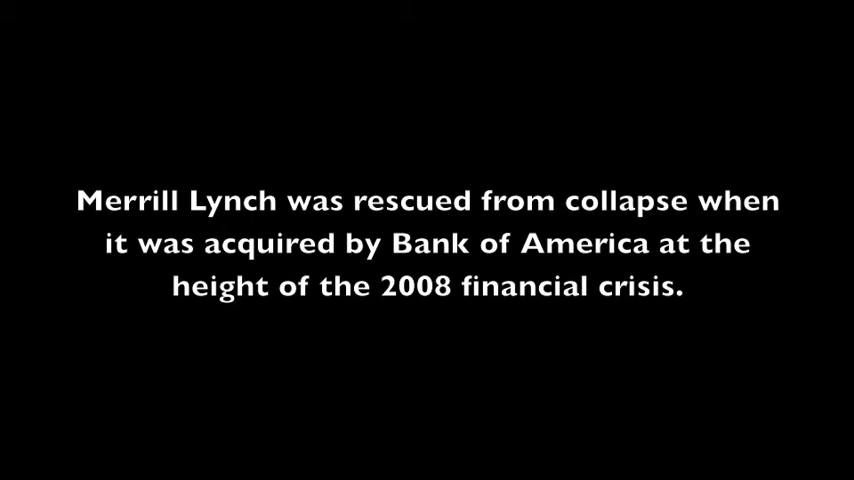 Merrill Lynch was rescued from collapse when
it was acquired by Bank of America at the
height of the 2008 financial crisis.